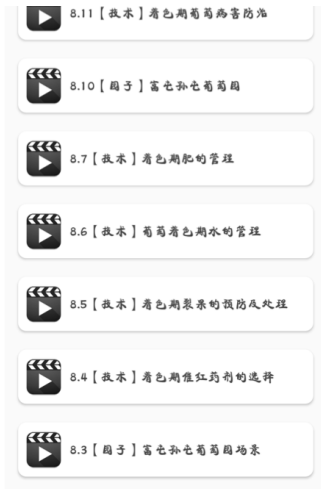 8.11【技术】着色期葡萄病害防治
8.10【园子】富屯孙屯葡萄园
8.7【技术】着色期肥的管理
8.6【技术】葡萄着色期水的管理
8.5【技术】着色期裂果的预防及处理
8.4【技术】着色期催红药剂的选择
8.3【园子】富屯孙屯葡萄园场景